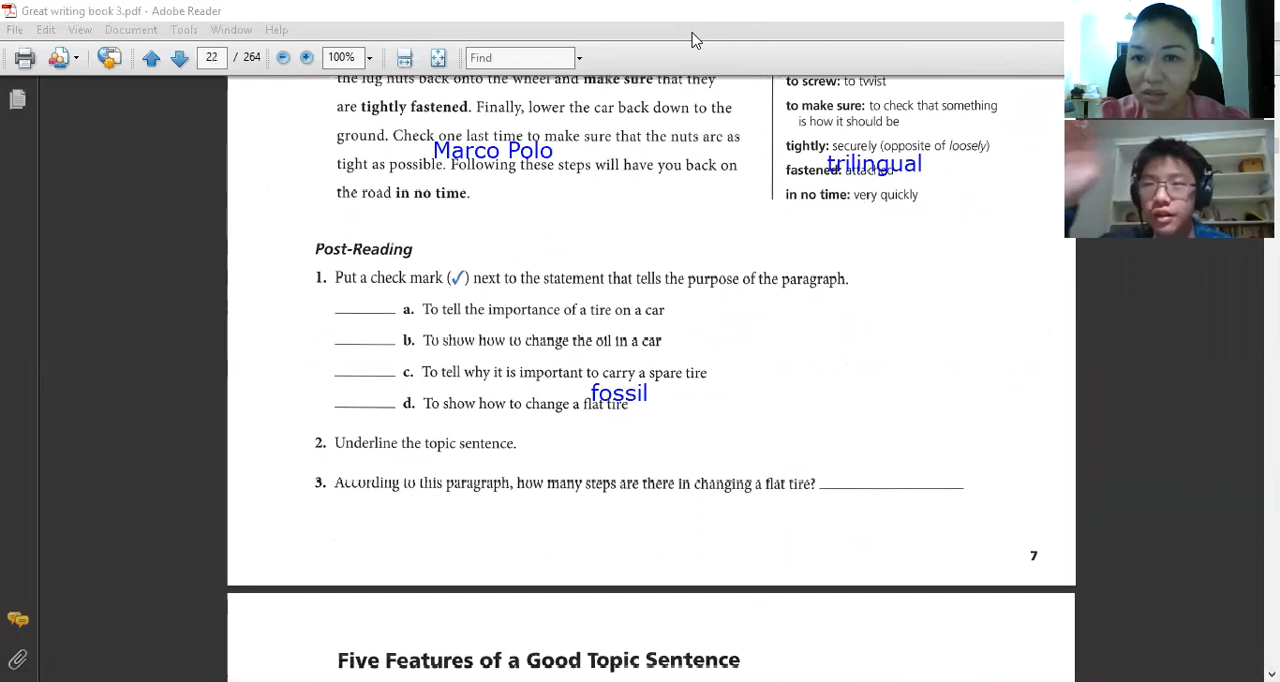 Great writing book 3.pdf - Adobe Reader
File Edit View Document Tools Window Help
22 / 264 100% Find
the lug nuts back onto the wheel and make sure that they
are tightly fastened. Finally, lower the car back down to the
ground. Check one last time to make sure that the nuts are as
Marco Polo
tight as possible. Following these steps will have you back on
the road in no time.
to screw: to twist
to make sure: to check that something
is how it should be
tightly: securely (opposite of loosely)
trilingual
fastened: attached
in no time: very quickly
Post-Reading
1. Put a check mark (✓) next to the statement that tells the purpose of the paragraph.
______ a. To tell the importance of a tire on a car
______ b. To show how to change the oil in a car
______ c. To tell why it is important to carry a spare tire
fossil
______ d. To show how to change a flat tire
2. Underline the topic sentence.
3. According to this paragraph, how many steps are there in changing a flat tire? ______________
7
Five Features of a Good Topic Sentence